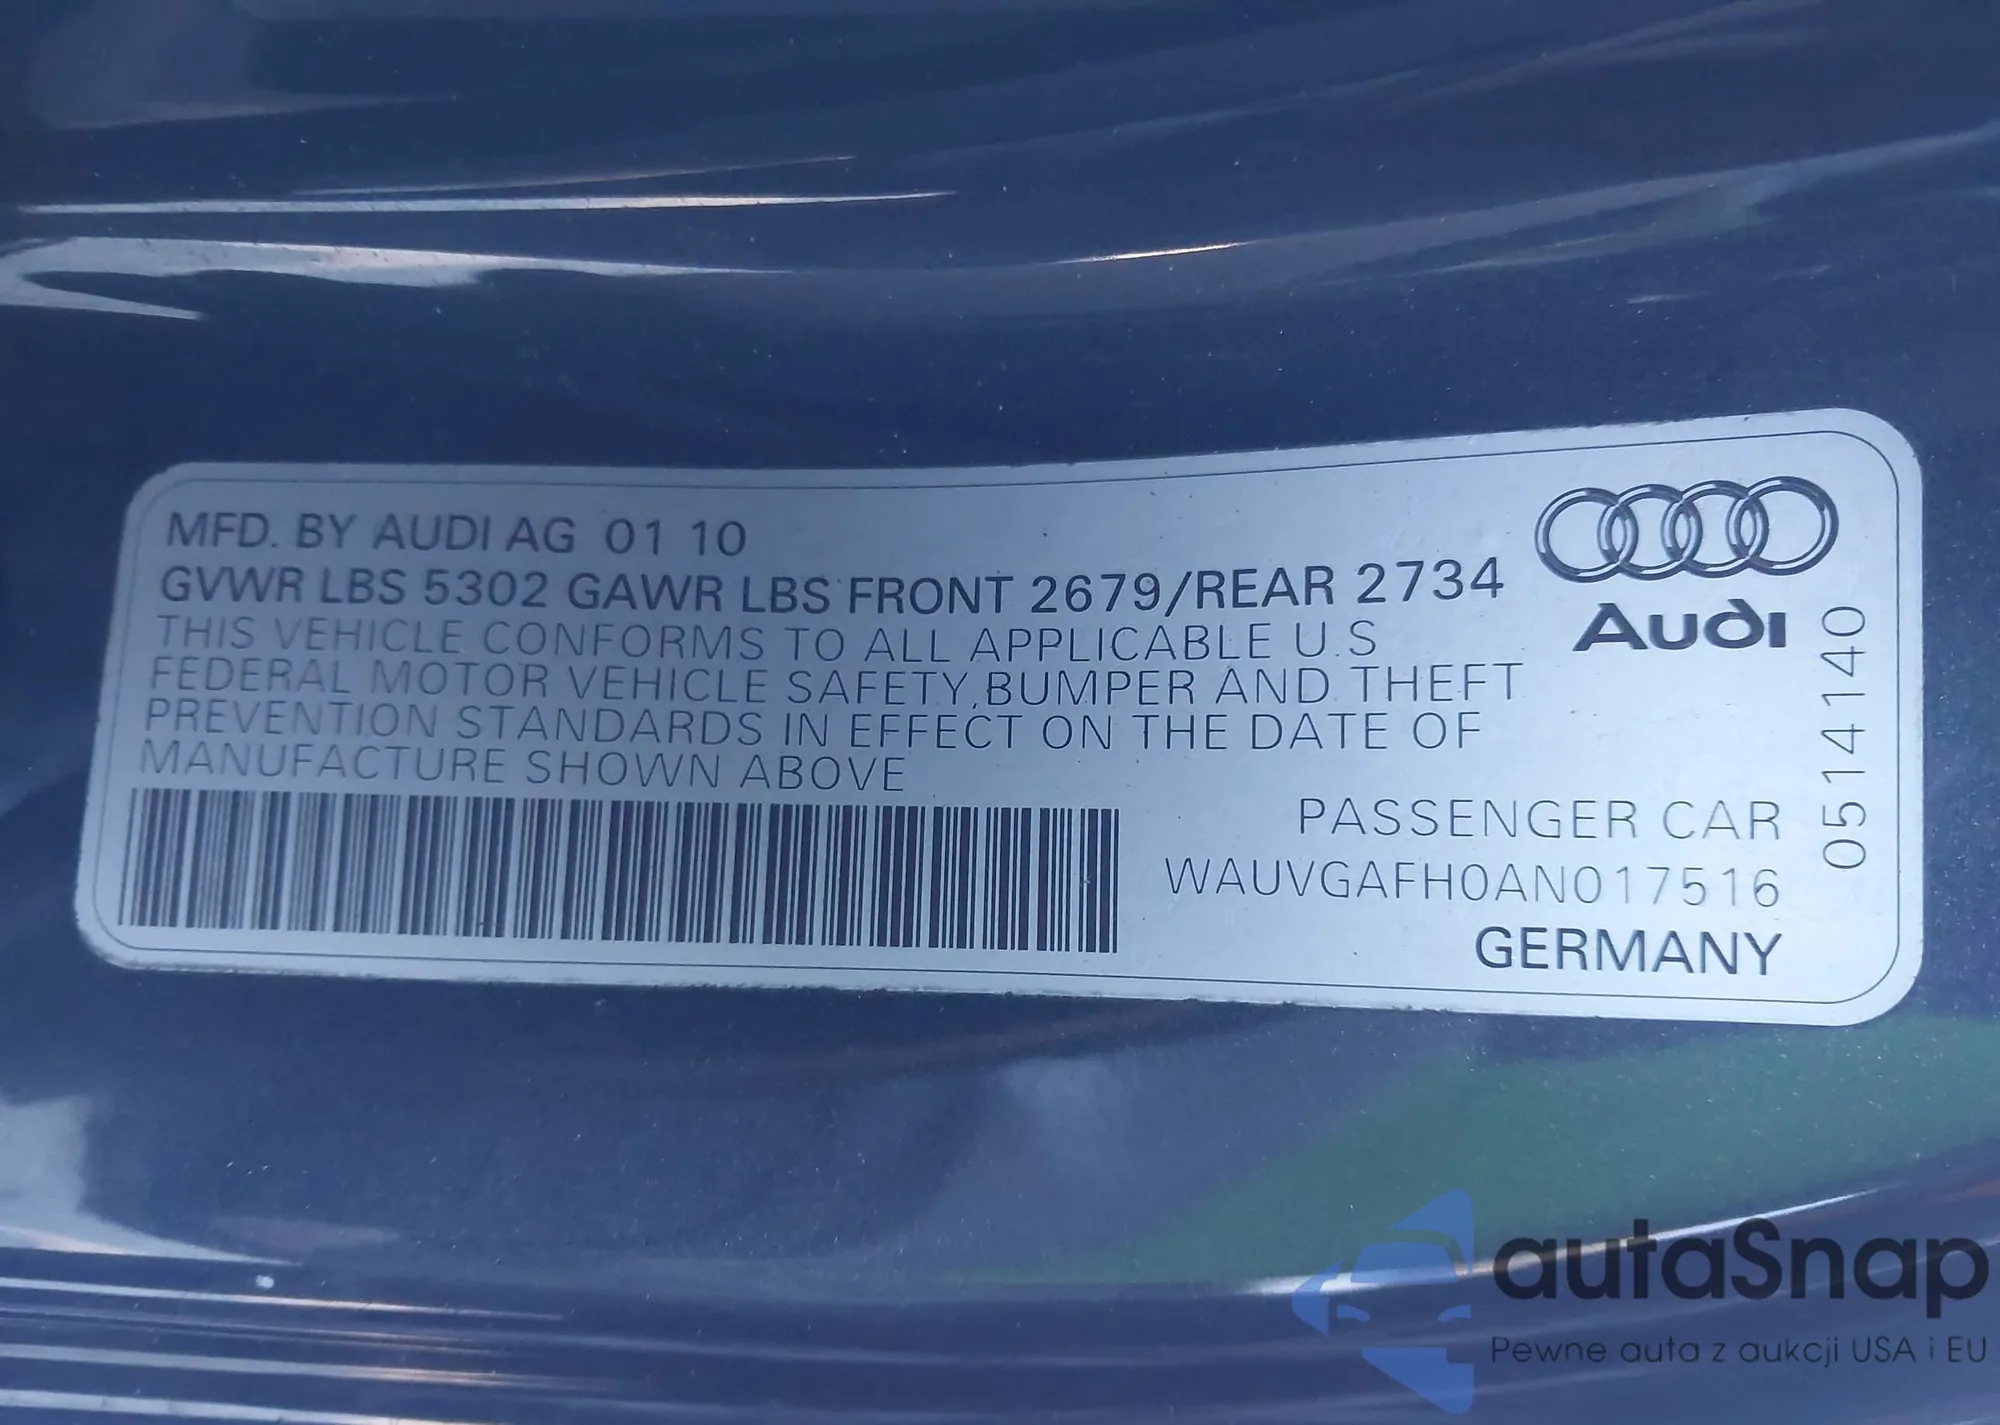 MFD. BY AUDI AG 01 10
GVWR LBS 5302 GAWR LBS FRONT 2679/REAR 2734
THIS VEHICLE CONFORMS TO ALL APPLICABLE U.S
FEDERAL MOTOR VEHICLE SAFETY,BUMPER AND THEFT
PREVENTION STANDARDS IN EFFECT ON THE DATE OF
MANUFACTURE SHOWN ABOVE
Audi
0514140
PASSENGER CAR
WAUVGAFH0AN017516
GERMANY
autaSnap
Pewne auta z aukcji USA i EU